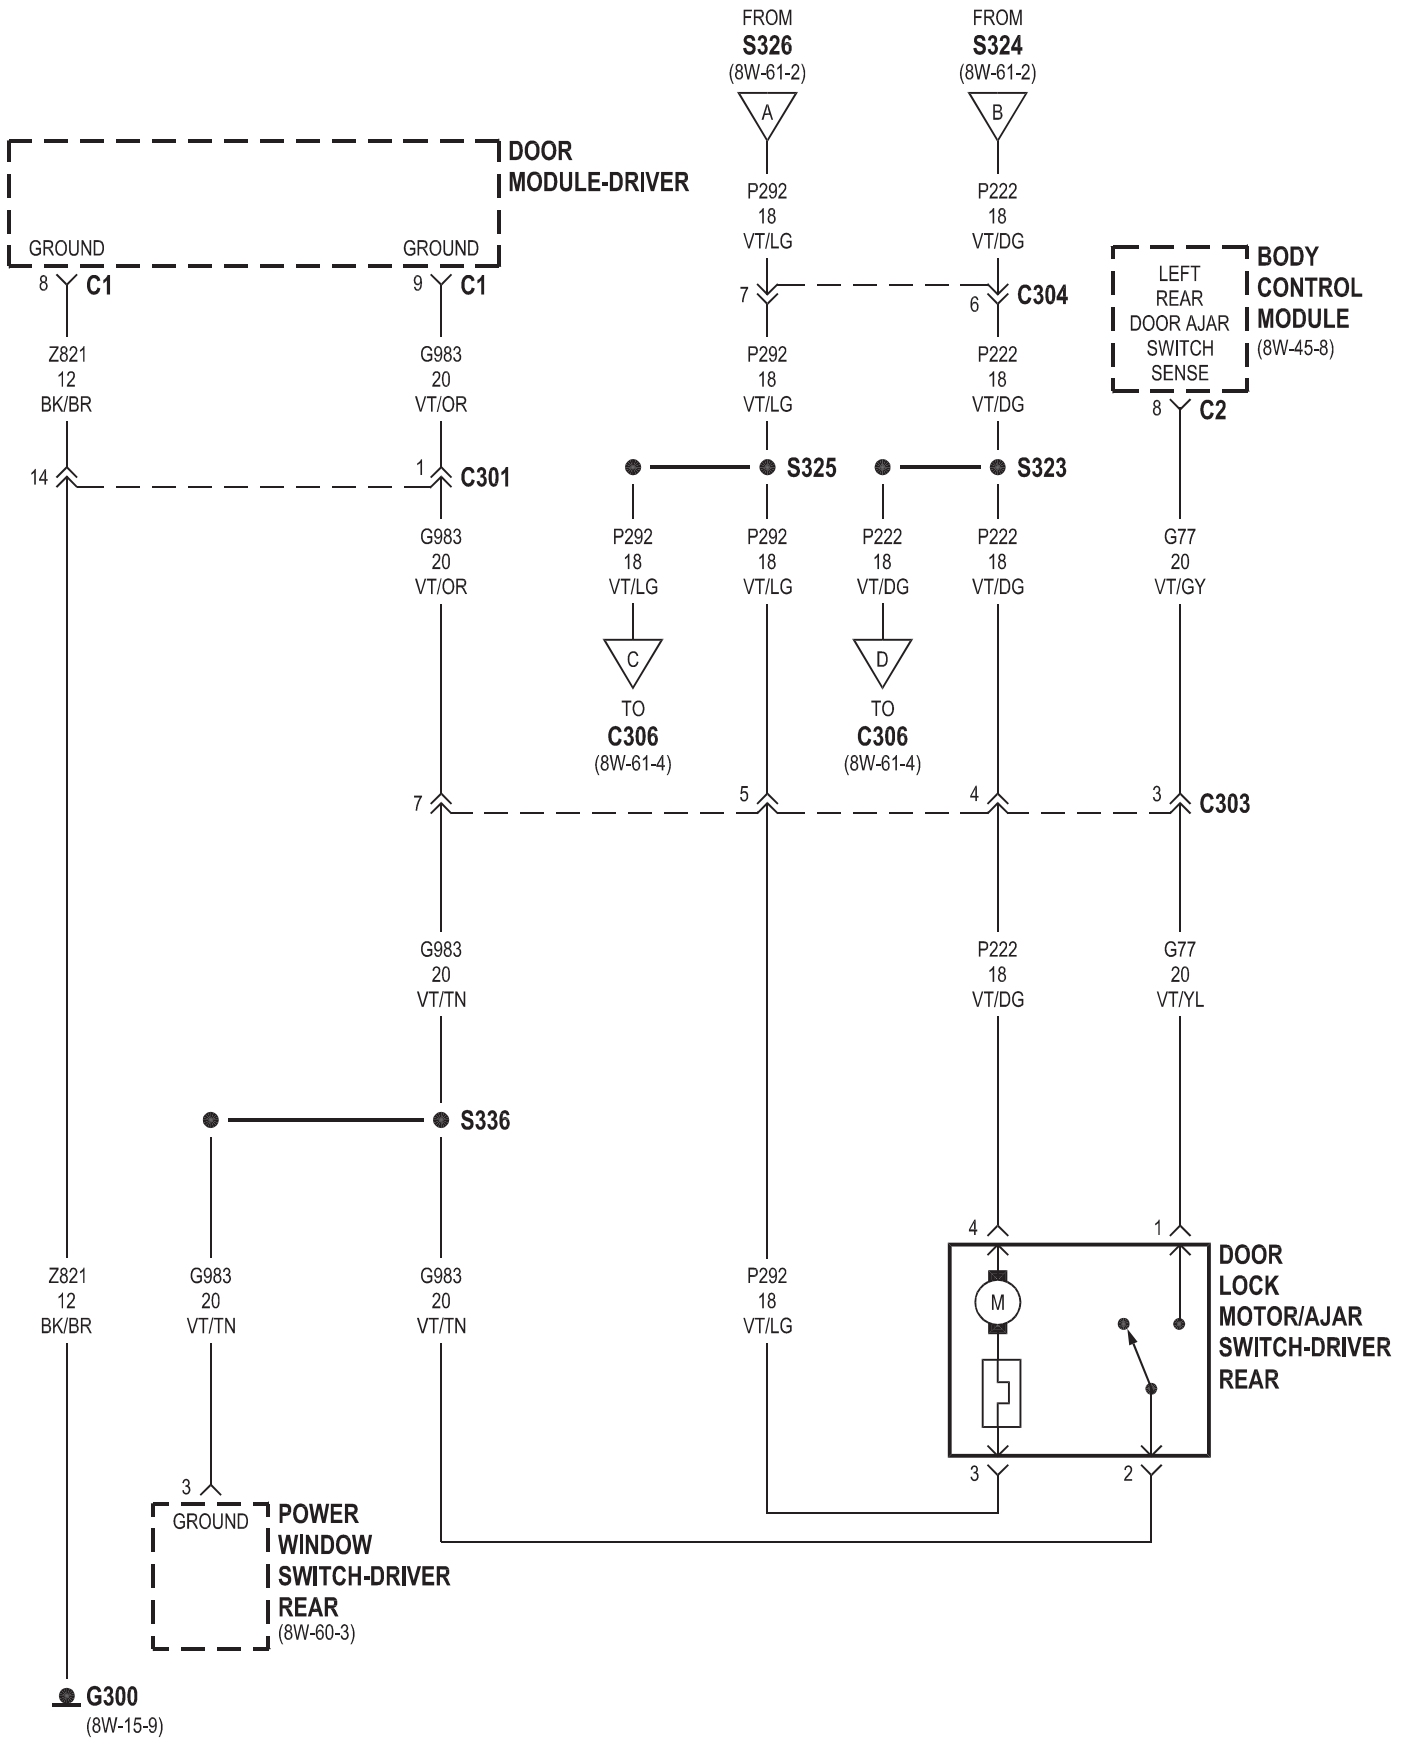 FROM
S326
(8W-61-2)
A
FROM
S324
(8W-61-2)
B
DOOR
MODULE-DRIVER
GROUND
8 C1
GROUND
9 C1
P292
18
VT/LG
P222
18
VT/DG
7
6
C304
LEFT
REAR
DOOR AJAR
SWITCH
SENSE
BODY
CONTROL
MODULE
(8W-45-8)
8 C2
Z821
12
BK/BR
G983
20
VT/OR
P292
18
VT/LG
P222
18
VT/DG
14
1
C301
S325
S323
G983
20
VT/OR
P292
18
VT/LG
P292
18
VT/LG
P222
18
VT/DG
P222
18
VT/DG
G77
20
VT/GY
C
TO
C306
(8W-61-4)
D
TO
C306
(8W-61-4)
7
5
4
3
C303
G983
20
VT/TN
P222
18
VT/DG
G77
20
VT/YL
S336
4
1
Z821
12
BK/BR
G983
20
VT/TN
G983
20
VT/TN
P292
18
VT/LG
M
DOOR
LOCK
MOTOR/AJAR
SWITCH-DRIVER
REAR
3
2
3
GROUND
POWER
WINDOW
SWITCH-DRIVER
REAR
(8W-60-3)
G300
(8W-15-9)